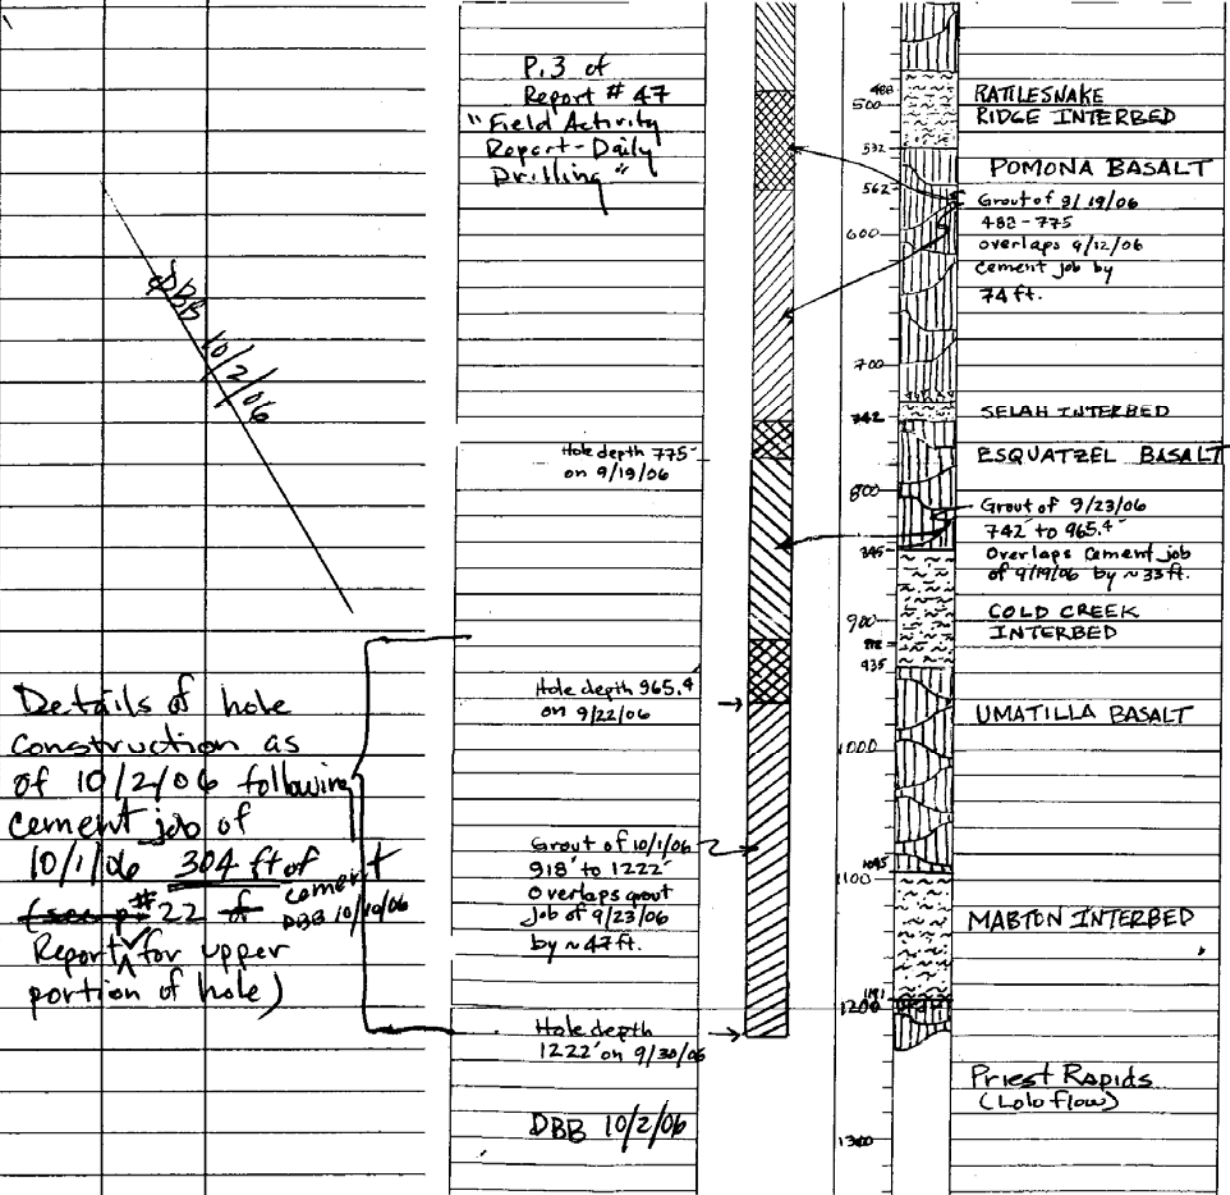 P.3 of
Report # 47
"Field Activity
Report-Daily
Drilling"
DBB 10/2/06
Hole depth 775'
on 9/19/06
Hole depth 965.4
on 9/22/06
Grout of 10/1/06
918' to 1222'
Overlaps grout
job of 9/23/06
by ~47ft.
Hole depth
1222' on 9/30/06
DBB 10/2/06
Details of hole
construction as
of 10/2/06 following
cement job of
10/1/06 304 ft of
cement
DBB 10/19/06
#22 of
Report for upper
portion of hole)
488
500
532
562
600
700
742
800
845
900
935
1000
1095
1100
1191
1200
1300
RATTLESNAKE
RIDGE INTERBED
POMONA BASALT
Grout of 9/19/06
488-775
overlaps 9/12/06
cement job by
74 ft.
SELAH INTERBED
ESQUATZEL BASALT
Grout of 9/23/06
742' to 965.4'
Overlaps Cement job
of 9/19/06 by ~33ft.
COLD CREEK
INTERBED
UMATILLA BASALT
MABTON INTERBED
Priest Rapids
(Lolo flow)